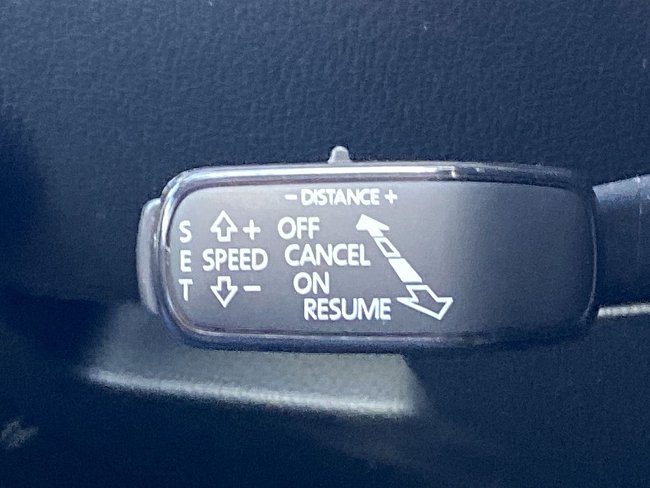 - DISTANCE +
S E T
+
SPEED
-
OFF
CANCEL
ON
RESUME